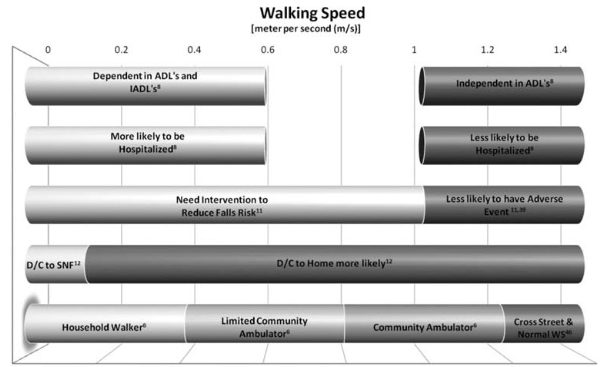 Walking Speed
[meter per second (m/s)]
0 0.2 0.4 0.6 0.8 1 1.2 1.4
Dependent in ADL's and
IADL's⁸
Independent in ADL's⁸
More likely to be
Hospitalized⁸
Less likely to be
Hospitalized⁸
Need Intervention to
Reduce Falls Risk¹¹
Less likely to have Adverse
Event ¹¹,³⁹
D/C to SNF¹²
D/C to Home more likely¹²
Household Walker⁶
Limited Community
Ambulator⁶
Community Ambulator⁶
Cross Street &
Normal WS⁴⁶